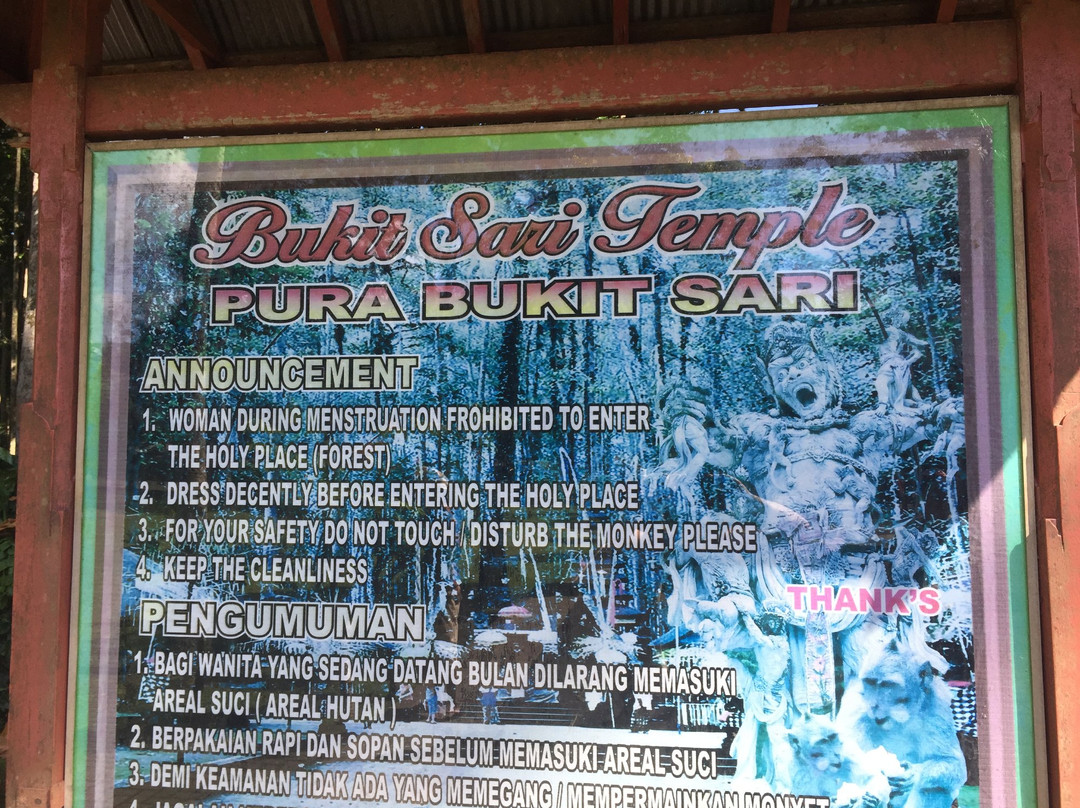 Bukit Sari Temple
PURA BUKIT SARI
ANNOUNCEMENT
1. WOMAN DURING MENSTRUATION FROHIBITED TO ENTER
THE HOLY PLACE (FOREST)
2. DRESS DECENTLY BEFORE ENTERING THE HOLY PLACE
3. FOR YOUR SAFETY DO NOT TOUCH / DISTURB THE MONKEY PLEASE
4. KEEP THE CLEANLINESS
THANK'S
PENGUMUMAN
1. BAGI WANITA YANG SEDANG DATANG BULAN DILARANG MEMASUKI
AREAL SUCI ( AREAL HUTAN )
2. BERPAKAIAN RAPI DAN SOPAN SEBELUM MEMASUKI AREAL SUCI
3. DEMI KEAMANAN TIDAK ADA YANG MEMEGANG / MEMPERMAINKAN MONYET